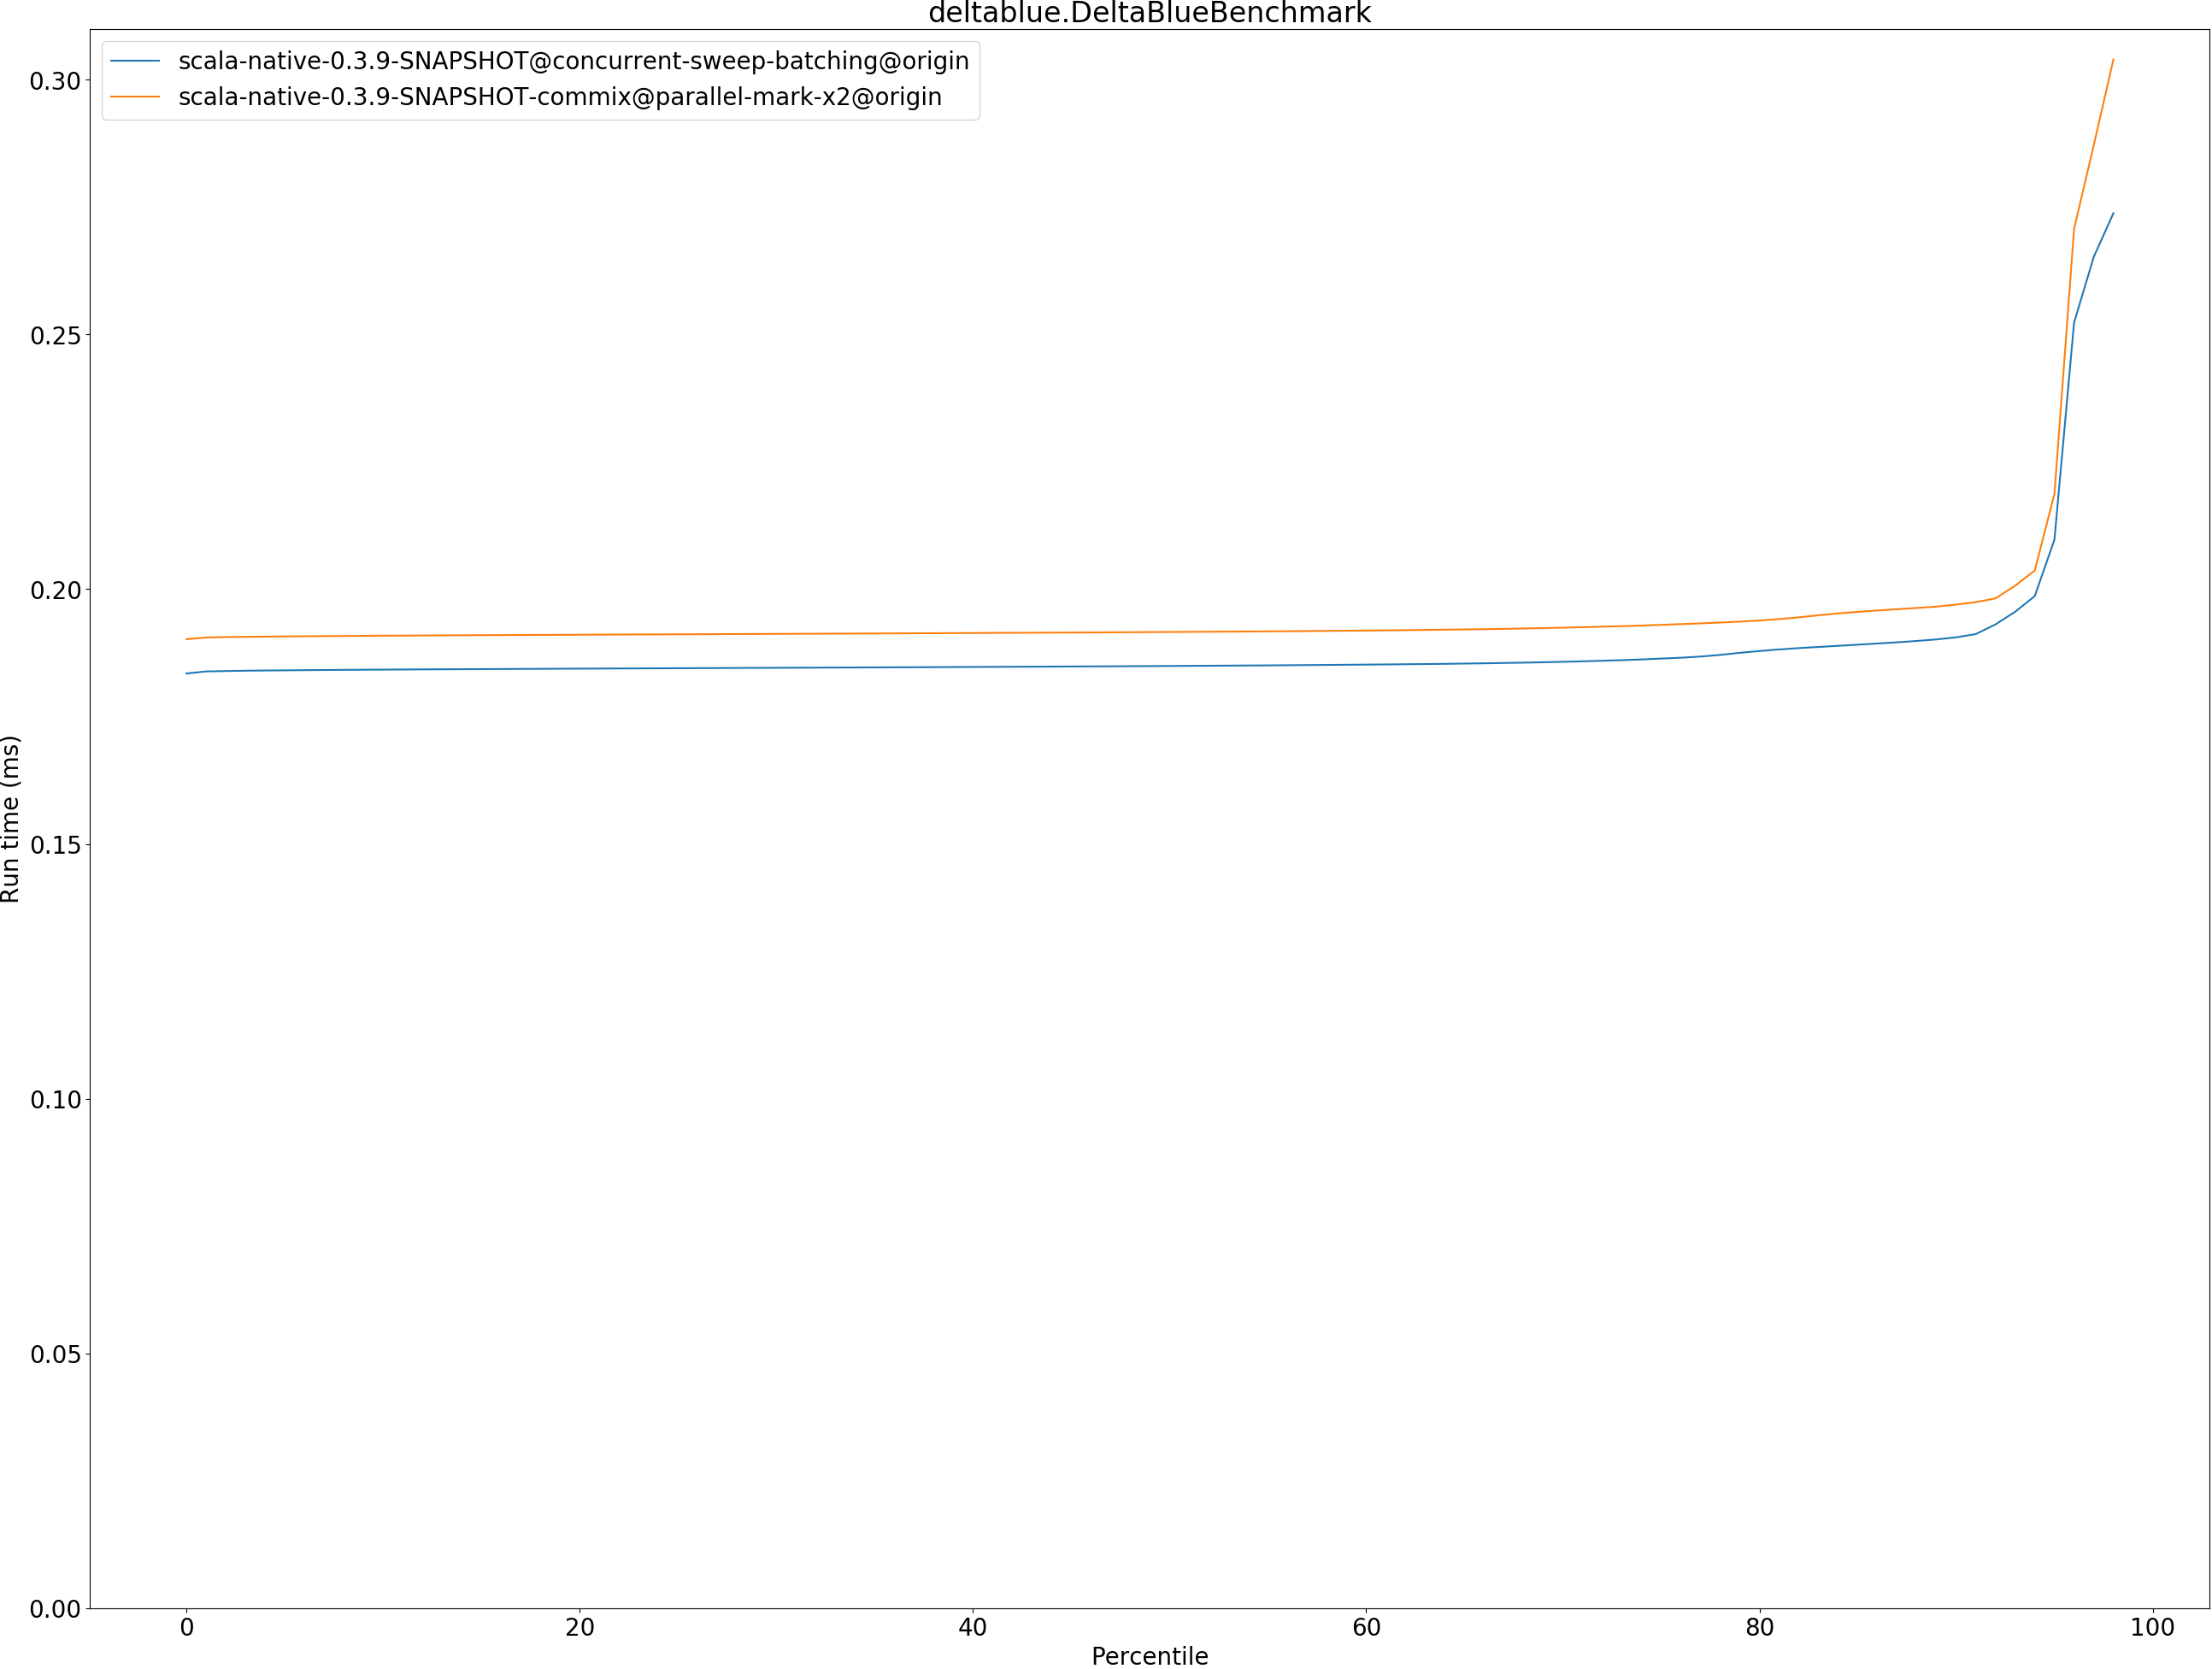 deltablue.DeltaBlueBenchmark
scala-native-0.3.9-SNAPSHOT@concurrent-sweep-batching@origin
scala-native-0.3.9-SNAPSHOT-commix@parallel-mark-x2@origin
0.30
0.25
0.20
0.15
0.10
0.05
0.00
Run time (ms)
0 20 40 60 80 100
Percentile